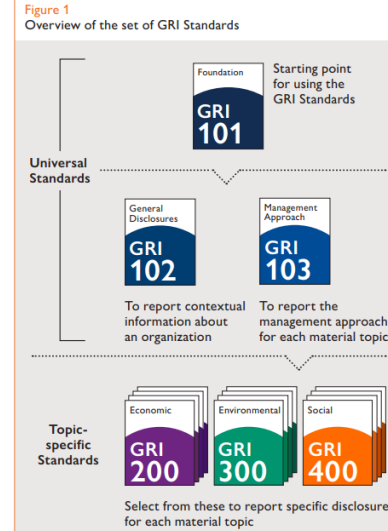 Figure 1
Overview of the set of GRI Standards
Foundation
GRI
101
Starting point
for using the
GRI Standards
Universal
Standards
General
Disclosures
GRI
102
Management
Approach
GRI
103
To report contextual
information about
an organization
To report the
management approach
for each material topic
Topic-
specific
Standards
Economic
GRI
200
Environmental
GRI
300
Social
GRI
400
Select from these to report specific disclosure
for each material topic